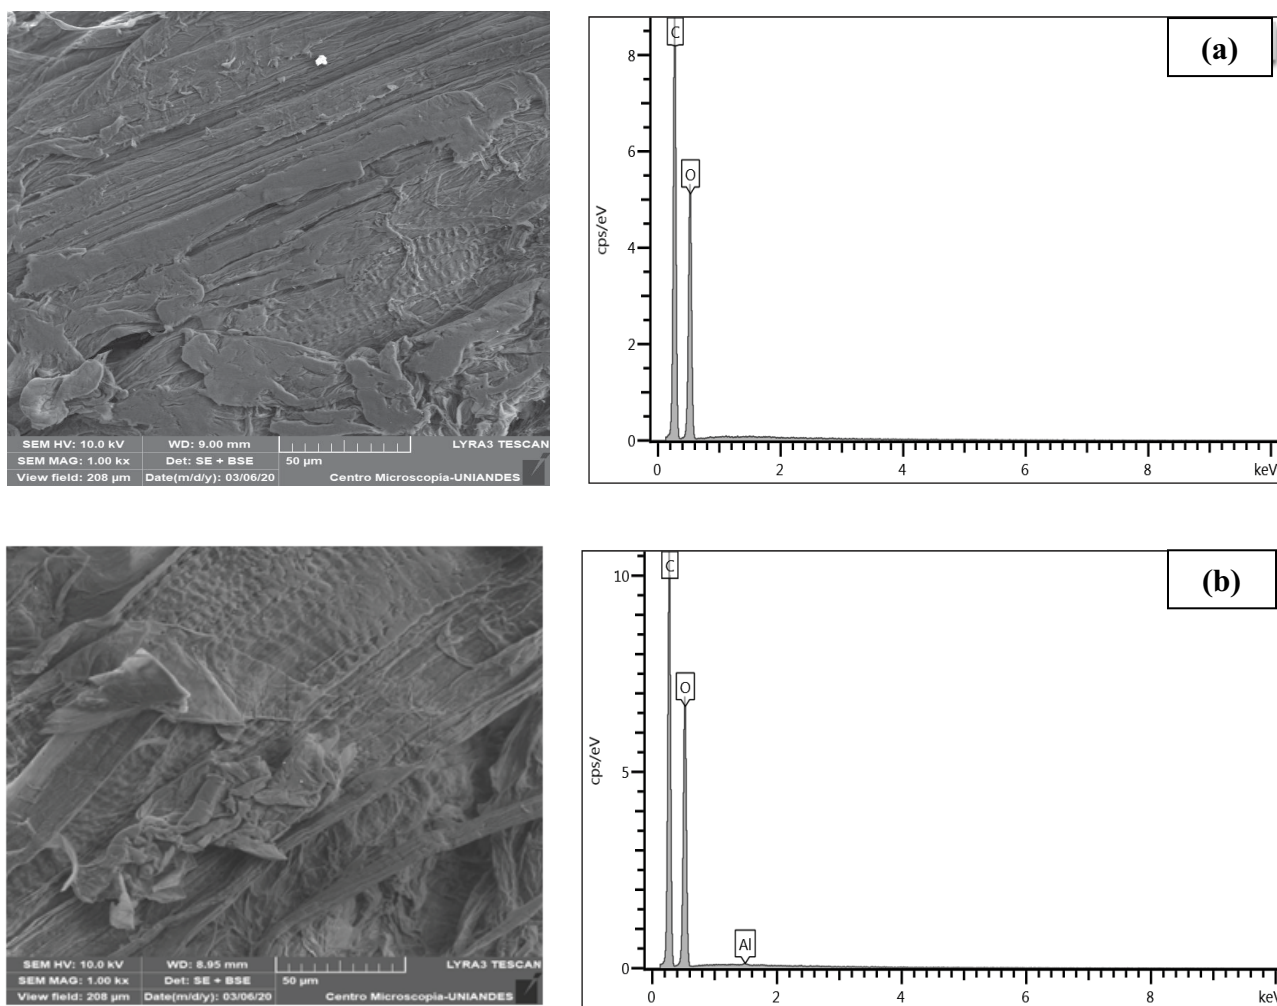 (a)
C
O
8
6
4
2
0
cps/eV
0 2 4 6 8 keV
SEM HV: 10.0 kV WD: 9.00 mm LYRA3 TESCAN
SEM MAG: 1.00 kx Det: SE + BSE 50 µm
View field: 208 µm Date(m/d/y): 03/06/20 Centro Microscopia-UNIANDES
(b)
C
O
Al
10
5
0
cps/eV
0 2 4 6 8 keV
SEM HV: 10.0 kV WD: 8.95 mm LYRA3 TESCAN
SEM MAG: 1.00 kx Det: SE + BSE 50 µm
View field: 208 µm Date(m/d/y): 03/06/20 Centro Microscopia-UNIANDES